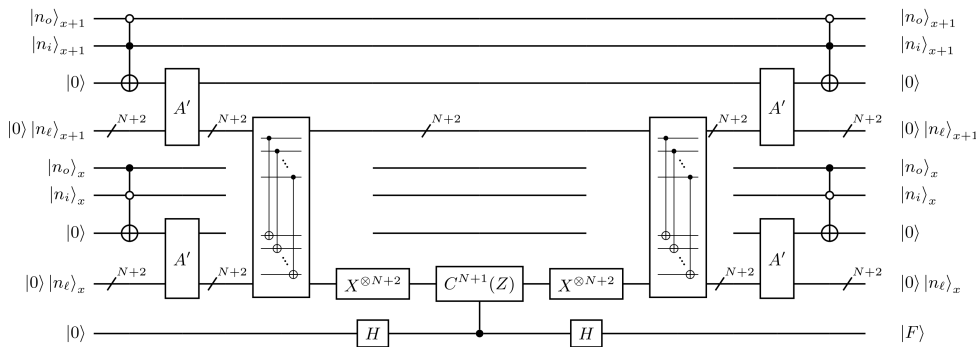 |n_o⟩_{x+1} |n_o⟩_{x+1}
|n_i⟩_{x+1} |n_i⟩_{x+1}
|0⟩ A′ A′ |0⟩
|0⟩ |n_ℓ⟩_{x+1} N+2 N+2 N+2 N+2 N+2 |0⟩ |n_ℓ⟩_{x+1}
|n_o⟩_x |n_o⟩_x
|n_i⟩_x |n_i⟩_x
|0⟩ A′ A′ |0⟩
|0⟩ |n_ℓ⟩_x N+2 N+2 X^{⊗N+2} C^{N+1}(Z) X^{⊗N+2} N+2 N+2 |0⟩ |n_ℓ⟩_x
|0⟩ H H |F⟩